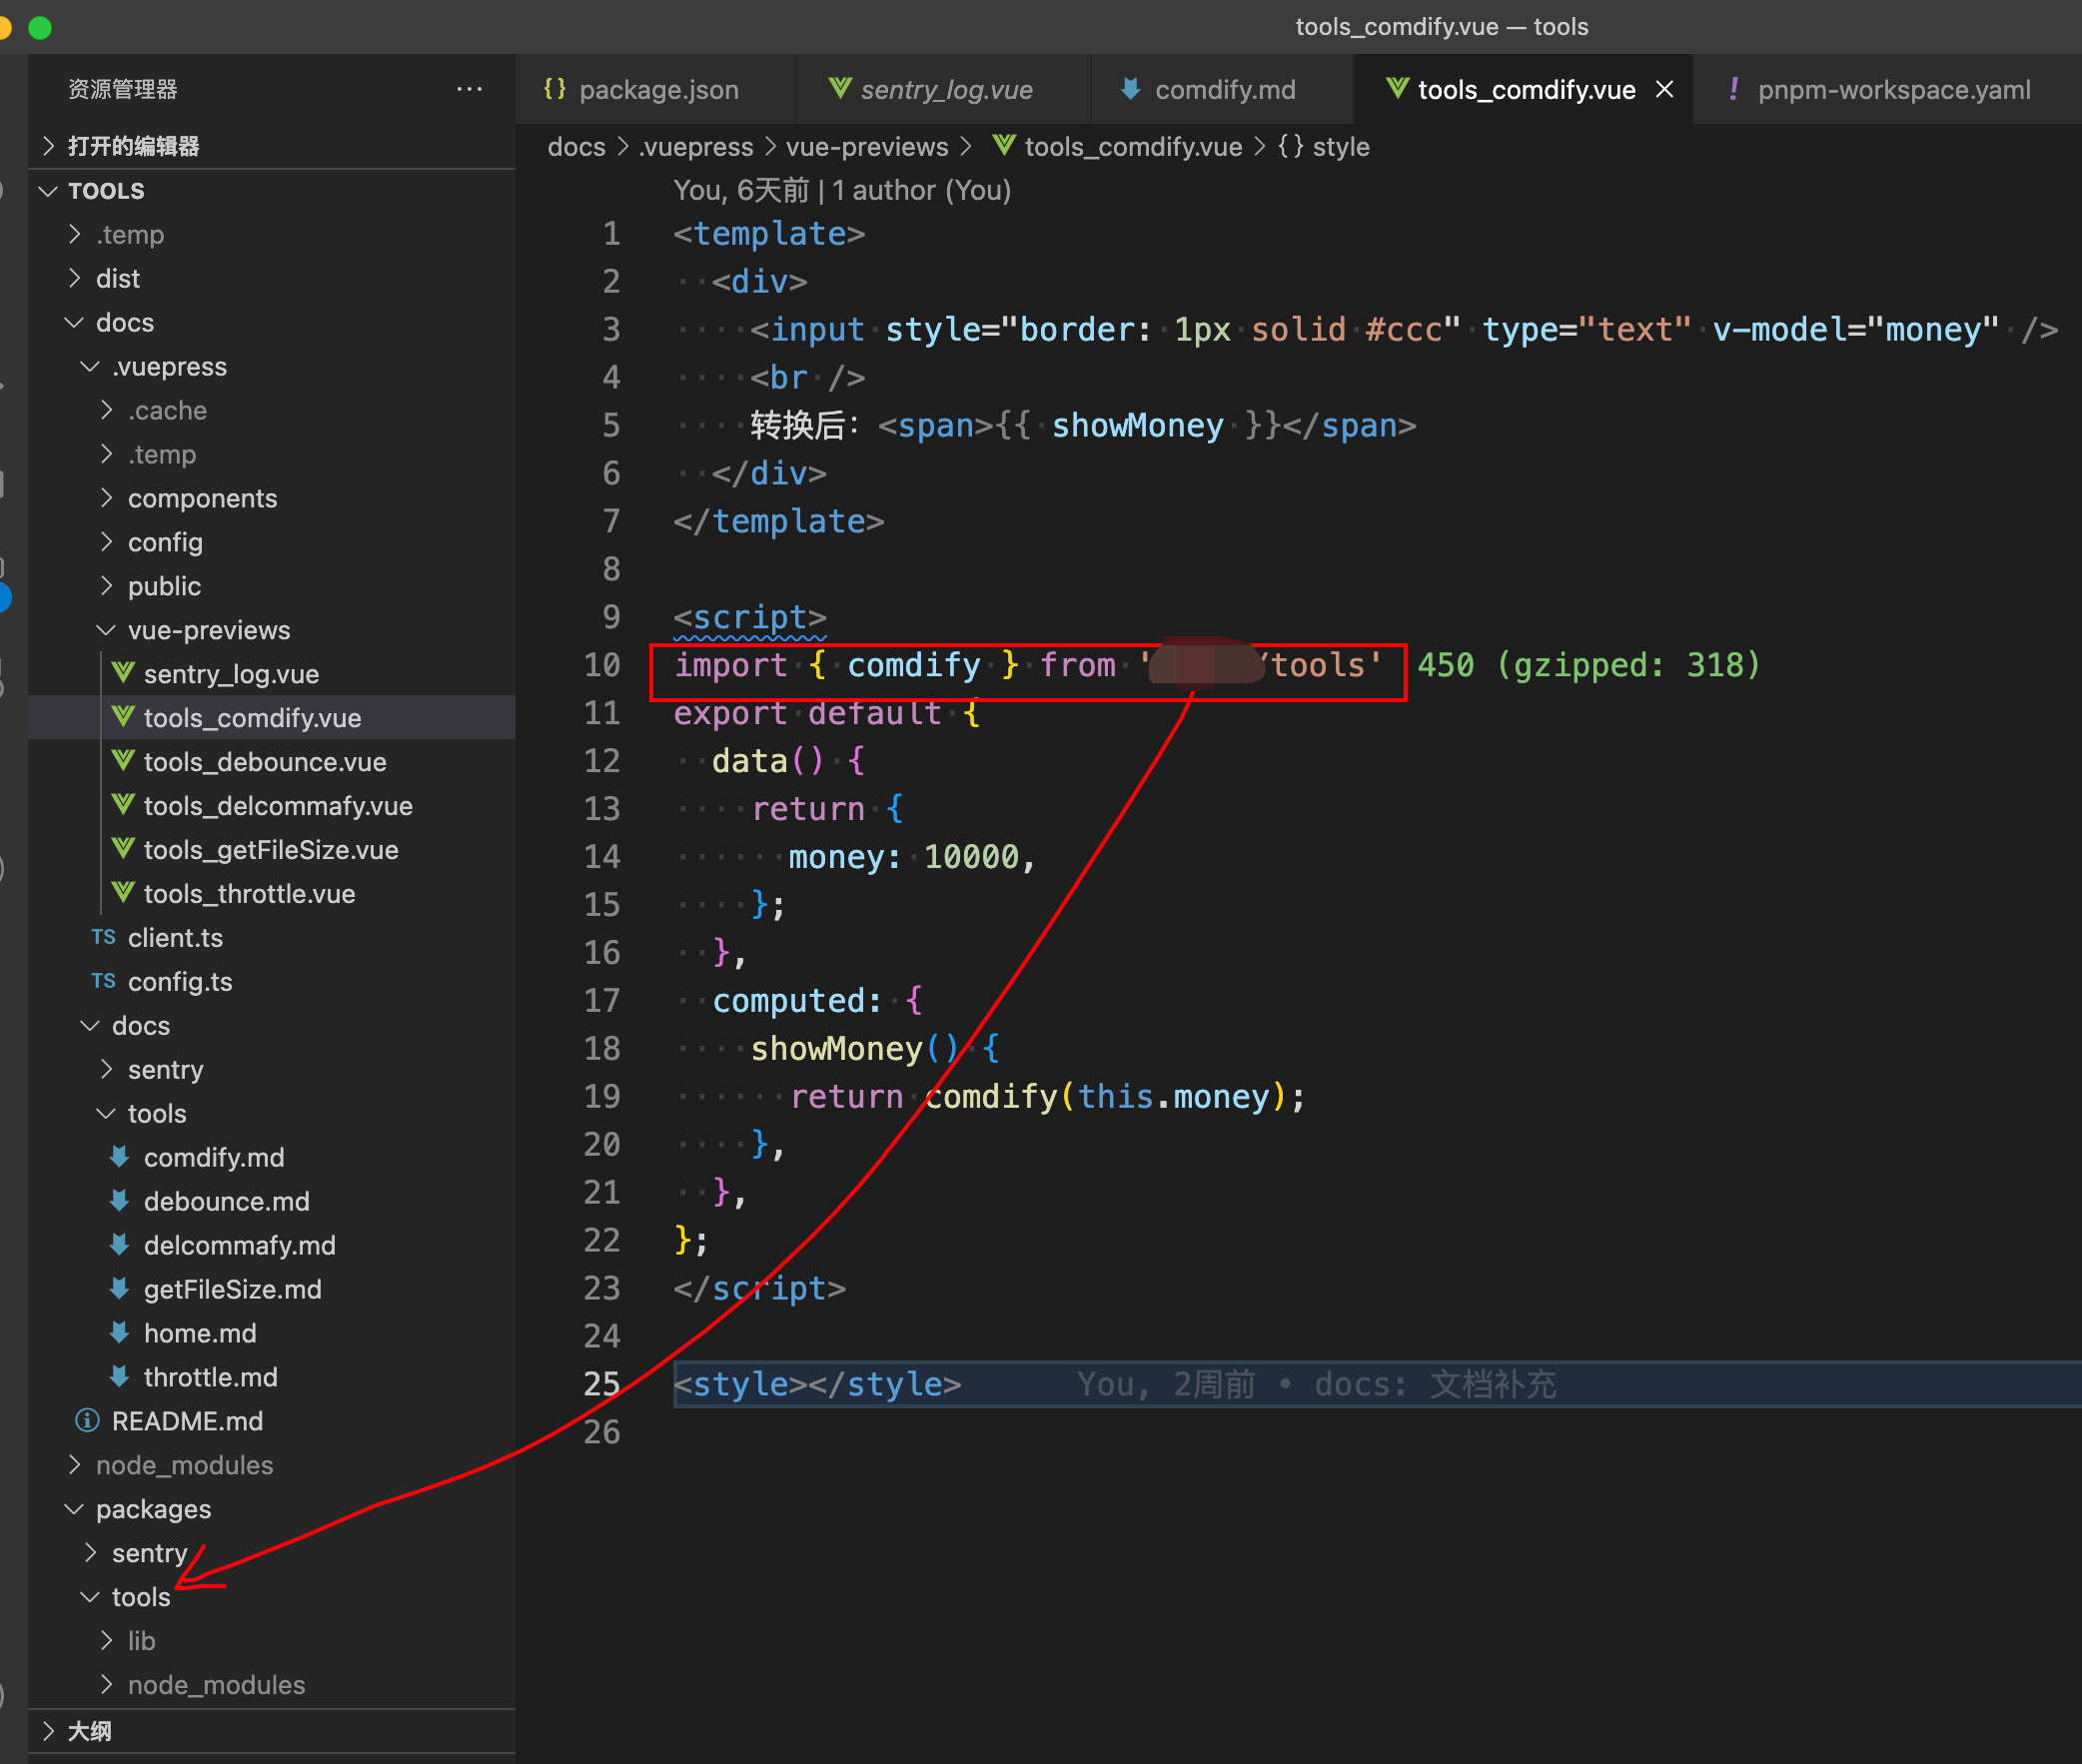 tools_comdify.vue — tools
资源管理器
打开的编辑器
TOOLS
.temp
dist
docs
.vuepress
.cache
.temp
components
config
public
vue-previews
sentry_log.vue
tools_comdify.vue
tools_debounce.vue
tools_delcommafy.vue
tools_getFileSize.vue
tools_throttle.vue
TS client.ts
TS config.ts
docs
sentry
tools
comdify.md
debounce.md
delcommafy.md
getFileSize.md
home.md
throttle.md
README.md
node_modules
packages
sentry
tools
lib
node_modules
大纲
{} package.json
sentry_log.vue
comdify.md
tools_comdify.vue
! pnpm-workspace.yaml
docs > .vuepress > vue-previews > tools_comdify.vue > {} style
You, 6天前 | 1 author (You)
1 <template>
2 <div>
3 <input style="border: 1px solid #ccc" type="text" v-model="money" />
4 <br />
5 转换后: <span>{{ showMoney }}</span>
6 </div>
7 </template>
8
9 <script>
10 import { comdify } from '/tools' 450 (gzipped: 318)
11 export default {
12 data() {
13 return {
14 money: 10000,
15 };
16 },
17 computed: {
18 showMoney() {
19 return comdify(this.money);
20 },
21 },
22 };
23 </script>
24
25 <style></style> You, 2周前 • docs: 文档补充
26